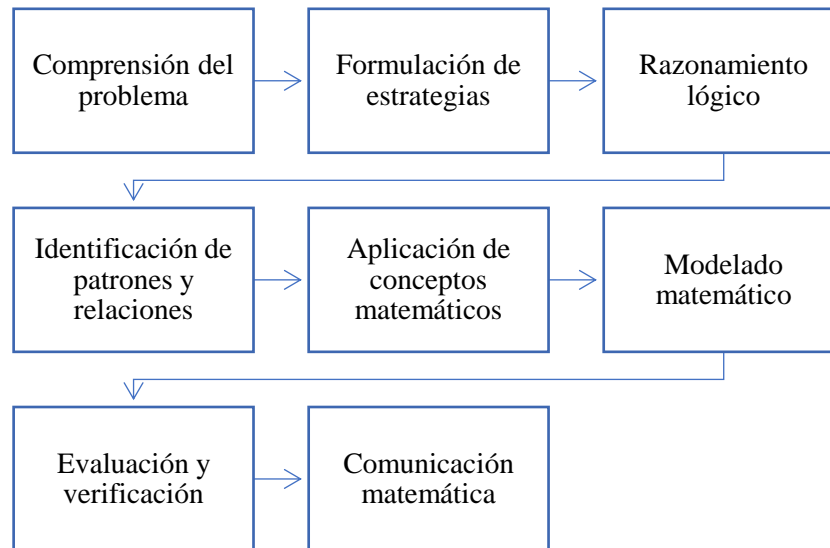 Comprensión del
problema
Formulación de
estrategias
Razonamiento
lógico
Identificación de
patrones y
relaciones
Aplicación de
conceptos
matemáticos
Modelado
matemático
Evaluación y
verificación
Comunicación
matemática